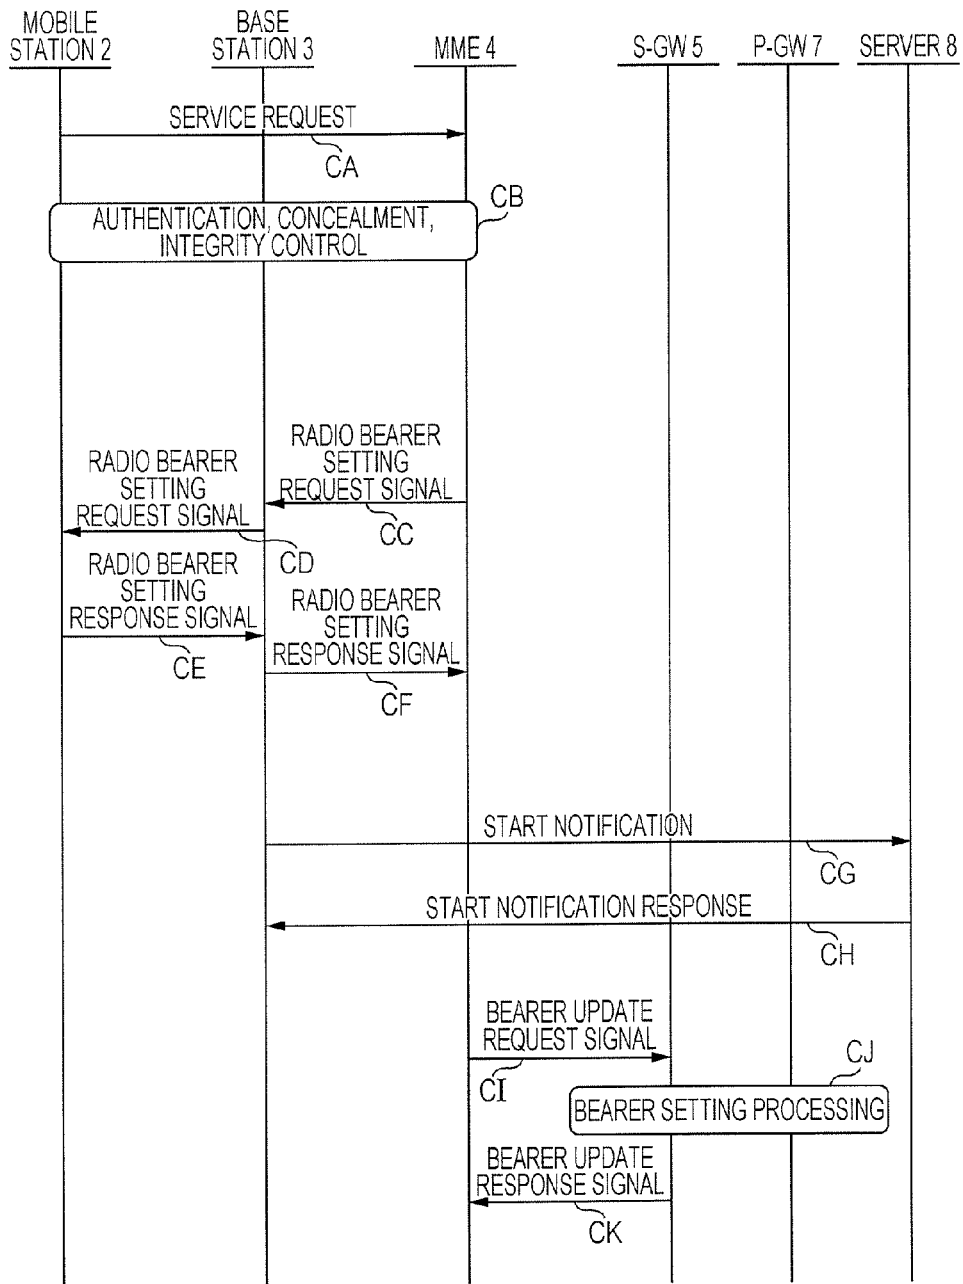 MOBILE
STATION 2
BASE
STATION 3
MME 4
S-GW 5
P-GW 7
SERVER 8
SERVICE REQUEST
CA
CB
AUTHENTICATION, CONCEALMENT,
INTEGRITY CONTROL
RADIO BEARER
SETTING
REQUEST SIGNAL
CC
RADIO BEARER
SETTING
REQUEST SIGNAL
CD
RADIO BEARER
SETTING
RESPONSE SIGNAL
CE
RADIO BEARER
SETTING
RESPONSE SIGNAL
CF
START NOTIFICATION
CG
START NOTIFICATION RESPONSE
CH
BEARER UPDATE
REQUEST SIGNAL
CI
CJ
BEARER SETTING PROCESSING
BEARER UPDATE
RESPONSE SIGNAL
CK